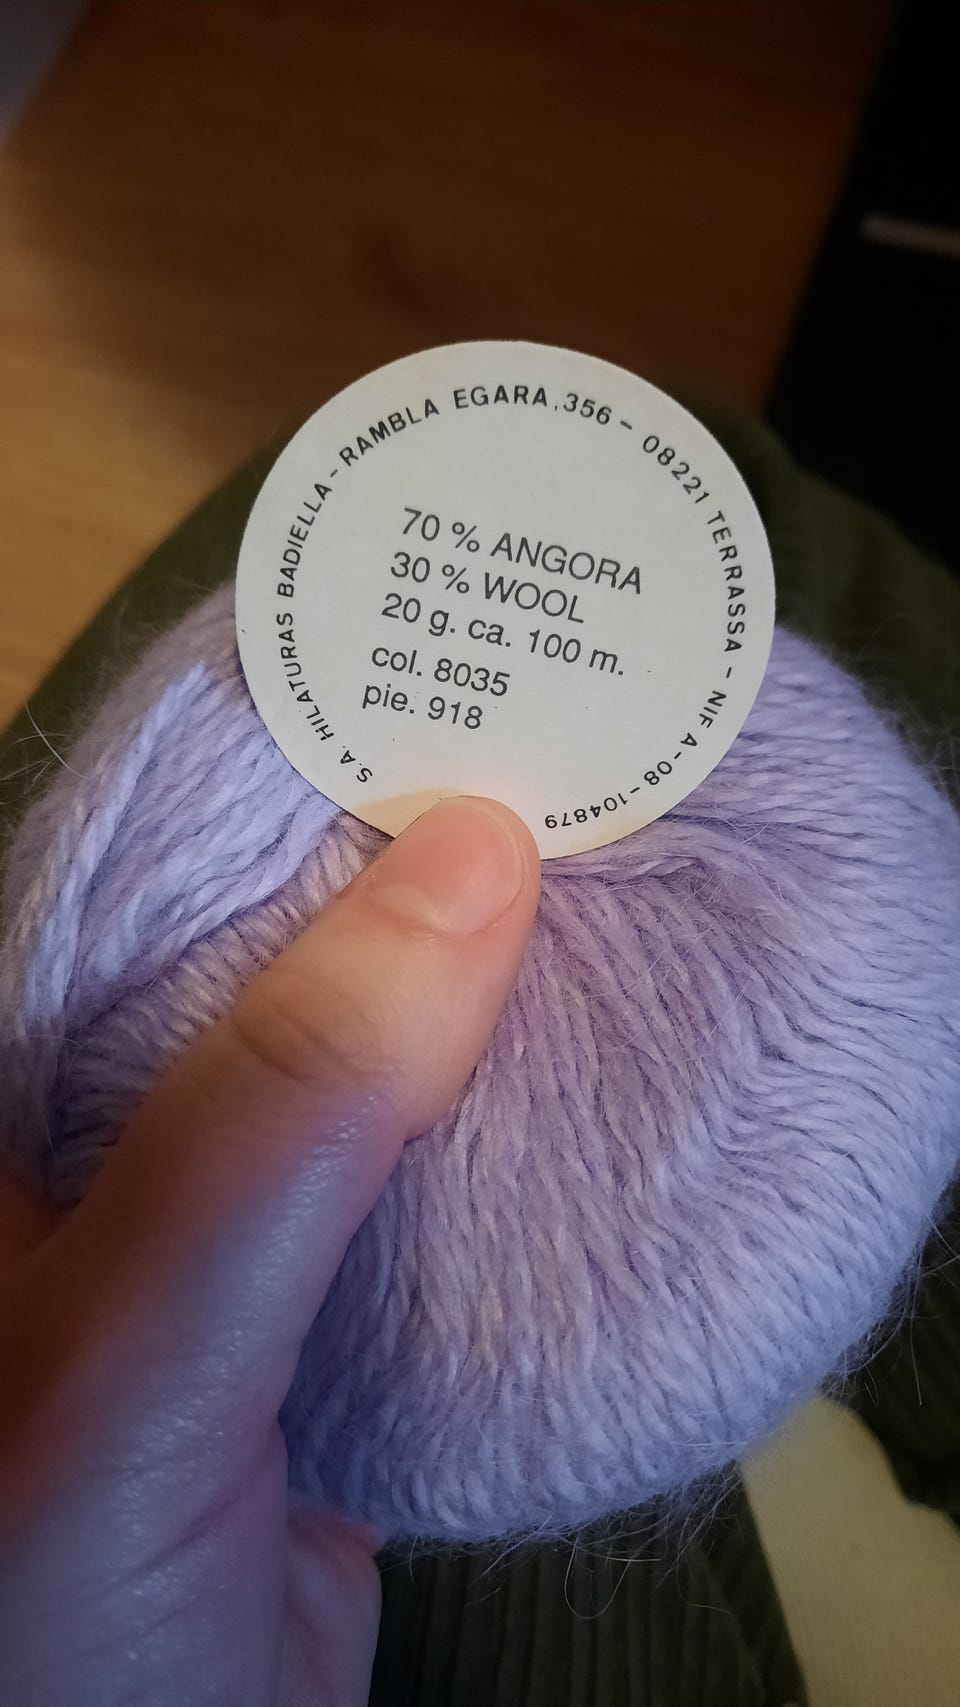 S.A. HILATURAS BADIELLA - RAMBLA EGARA, 356 - 08221 TERRASSA - NIF A-08-104879
70 % ANGORA
30 % WOOL
20 g. ca. 100 m.
col. 8035
pie. 918